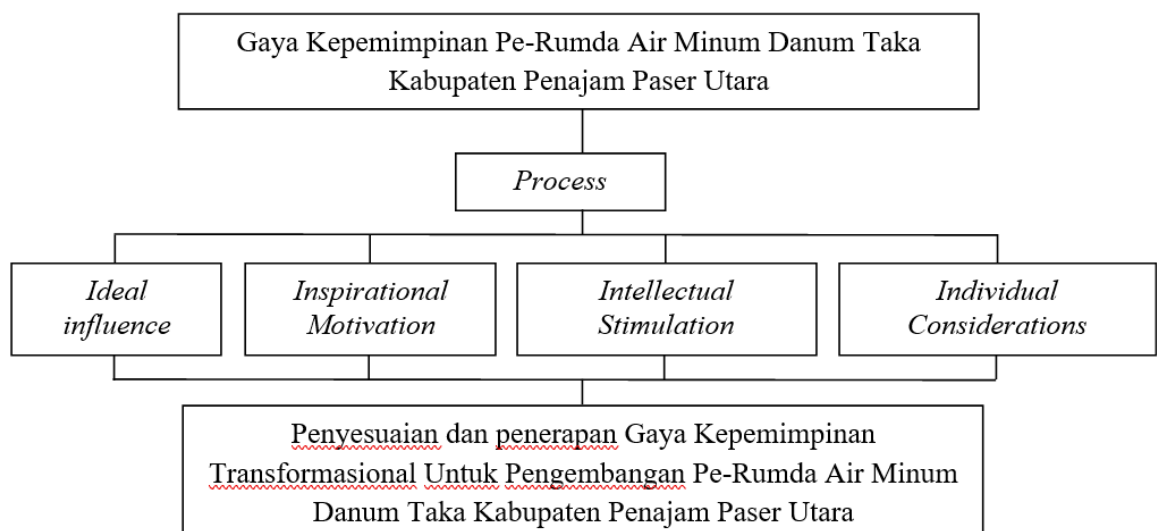 Gaya Kepemimpinan Pe-Rumda Air Minum Danum Taka
Kabupaten Penajam Paser Utara
Process
Ideal
influence
Inspirational
Motivation
Intellectual
Stimulation
Individual
Considerations
Penyesuaian dan penerapan Gaya Kepemimpinan
Transformasional Untuk Pengembangan Pe-Rumda Air Minum
Danum Taka Kabupaten Penajam Paser Utara